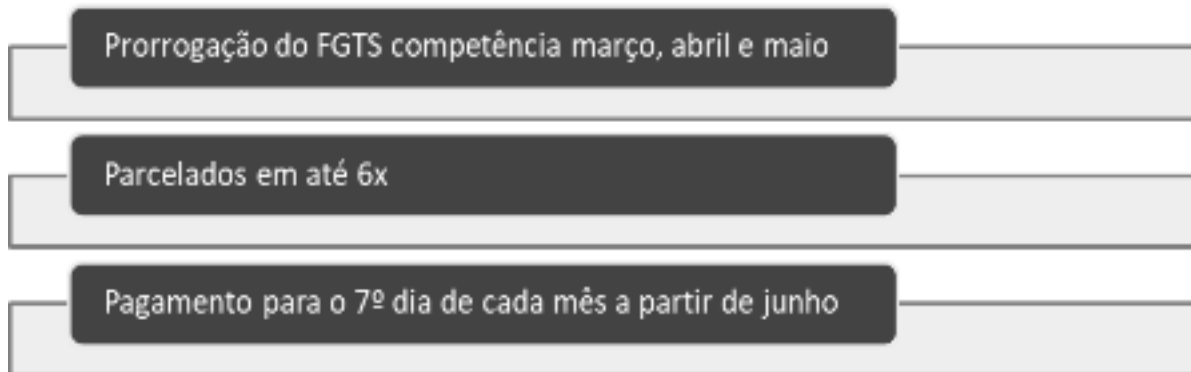 Prorrogação do FGTS competência março, abril e maio
Parcelados em até 6x
Pagamento para o 7º dia de cada mês a partir de junho